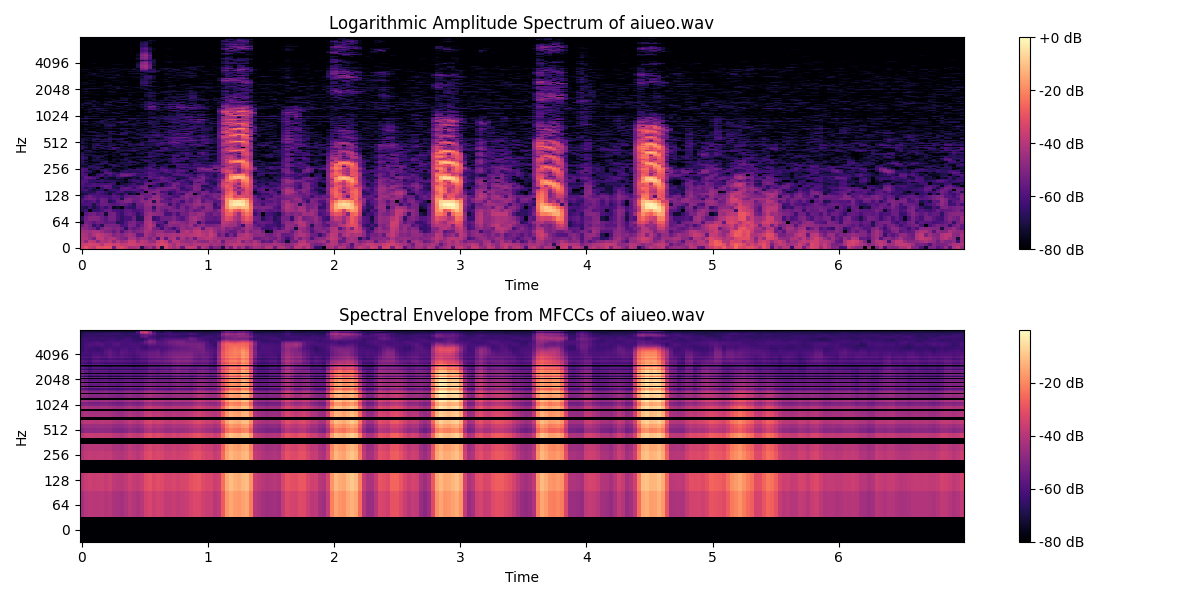 Logarithmic Amplitude Spectrum of aiueo.wav
Hz
4096
2048
1024
512
256
128
64
0
0 1 2 3 4 5 6
Time
+0 dB
-20 dB
-40 dB
-60 dB
-80 dB
Spectral Envelope from MFCCs of aiueo.wav
Hz
4096
2048
1024
512
256
128
64
0
0 1 2 3 4 5 6
Time
-20 dB
-40 dB
-60 dB
-80 dB